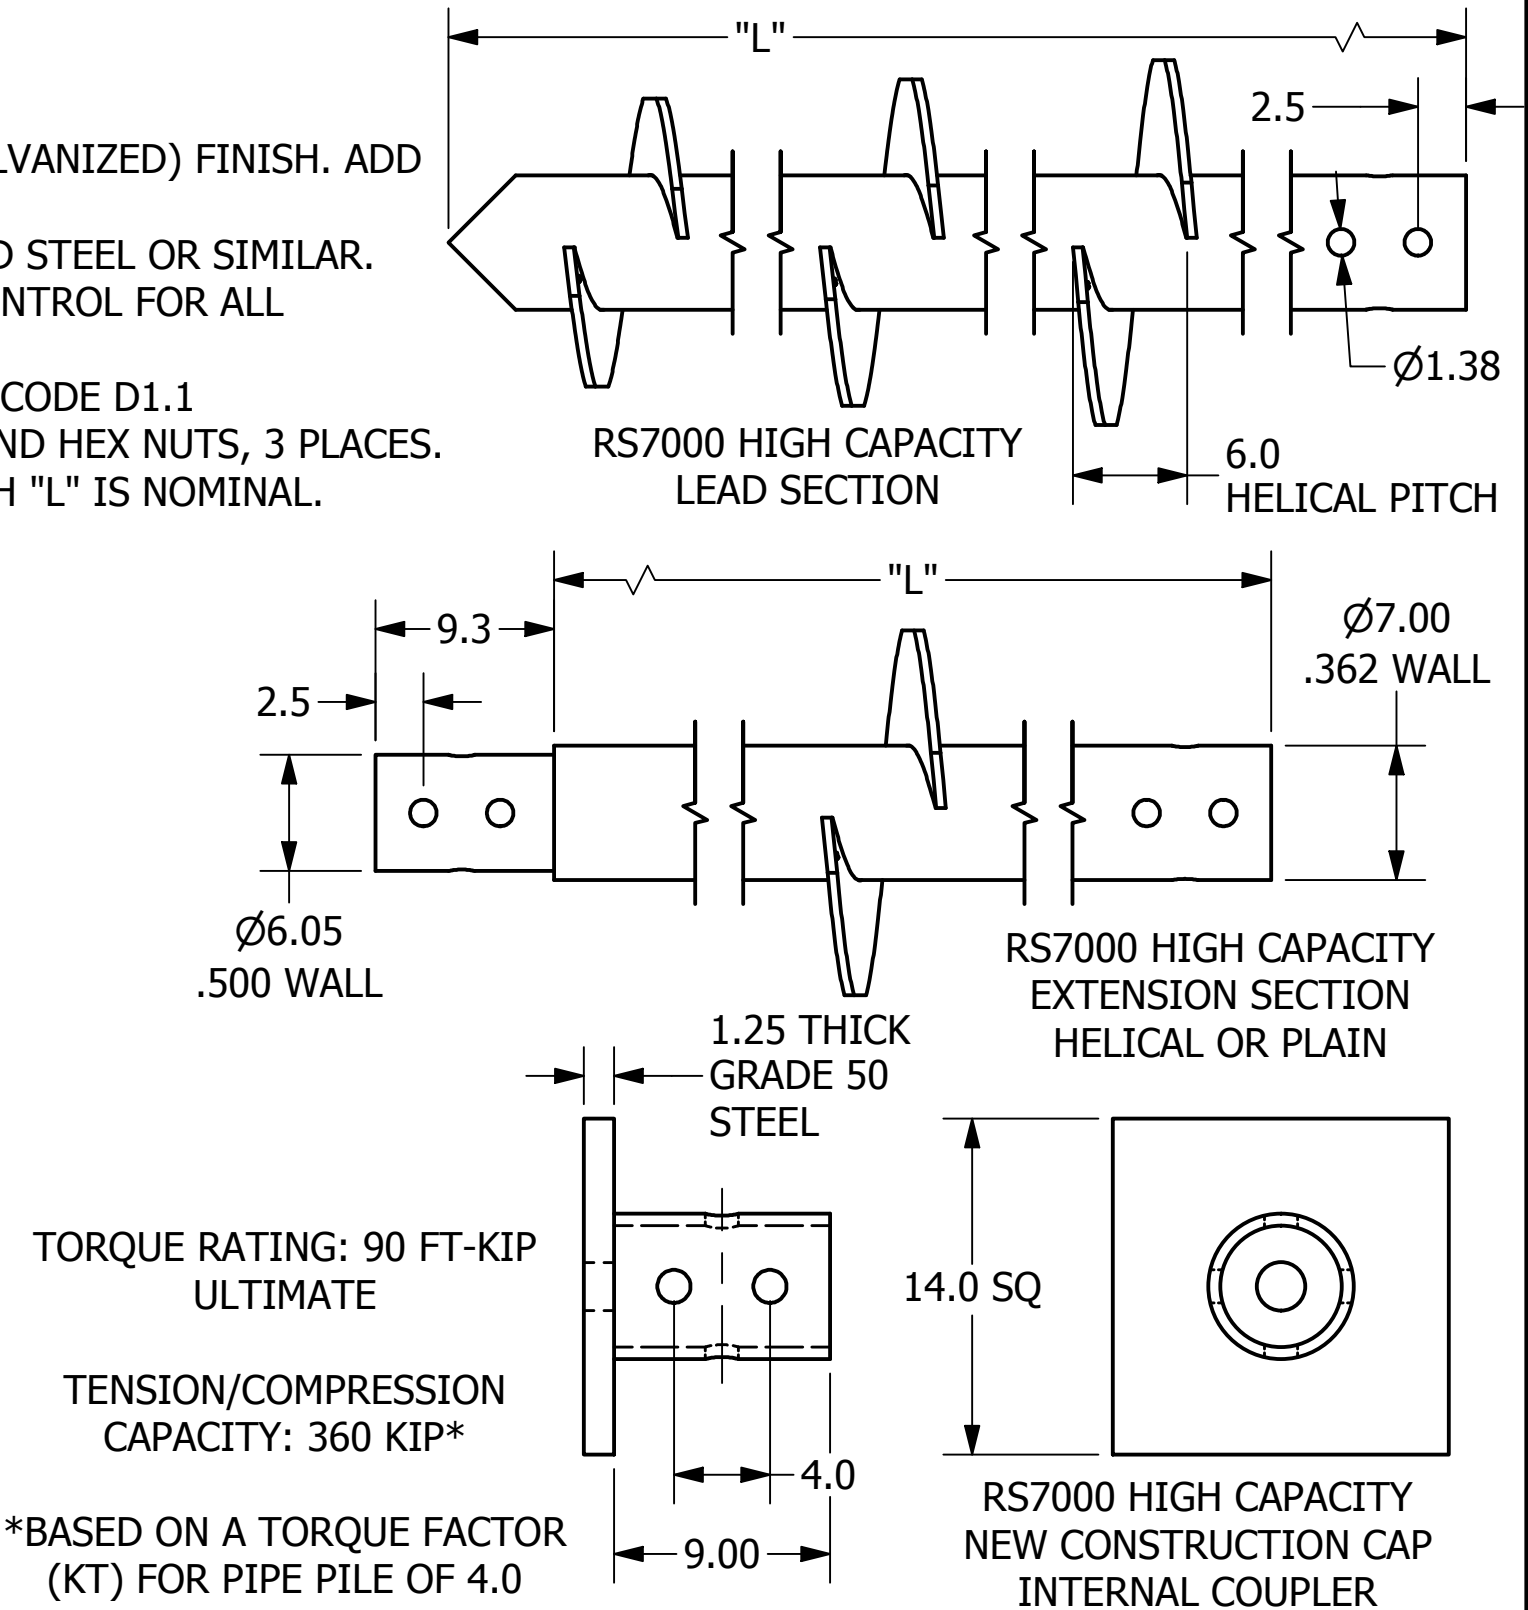 "L"
2.5
LVANIZED) FINISH. ADD
D STEEL OR SIMILAR.
NTROL FOR ALL
CODE D1.1
ND HEX NUTS, 3 PLACES.
H "L" IS NOMINAL.
Ø1.38
RS7000 HIGH CAPACITY
LEAD SECTION
6.0
HELICAL PITCH
"L"
9.3
2.5
Ø7.00
.362 WALL
Ø6.05
.500 WALL
RS7000 HIGH CAPACITY
EXTENSION SECTION
HELICAL OR PLAIN
1.25 THICK
GRADE 50
STEEL
TORQUE RATING: 90 FT-KIP
ULTIMATE
14.0 SQ
TENSION/COMPRESSION
CAPACITY: 360 KIP*
4.0
9.00
*BASED ON A TORQUE FACTOR
(KT) FOR PIPE PILE OF 4.0
RS7000 HIGH CAPACITY
NEW CONSTRUCTION CAP
INTERNAL COUPLER